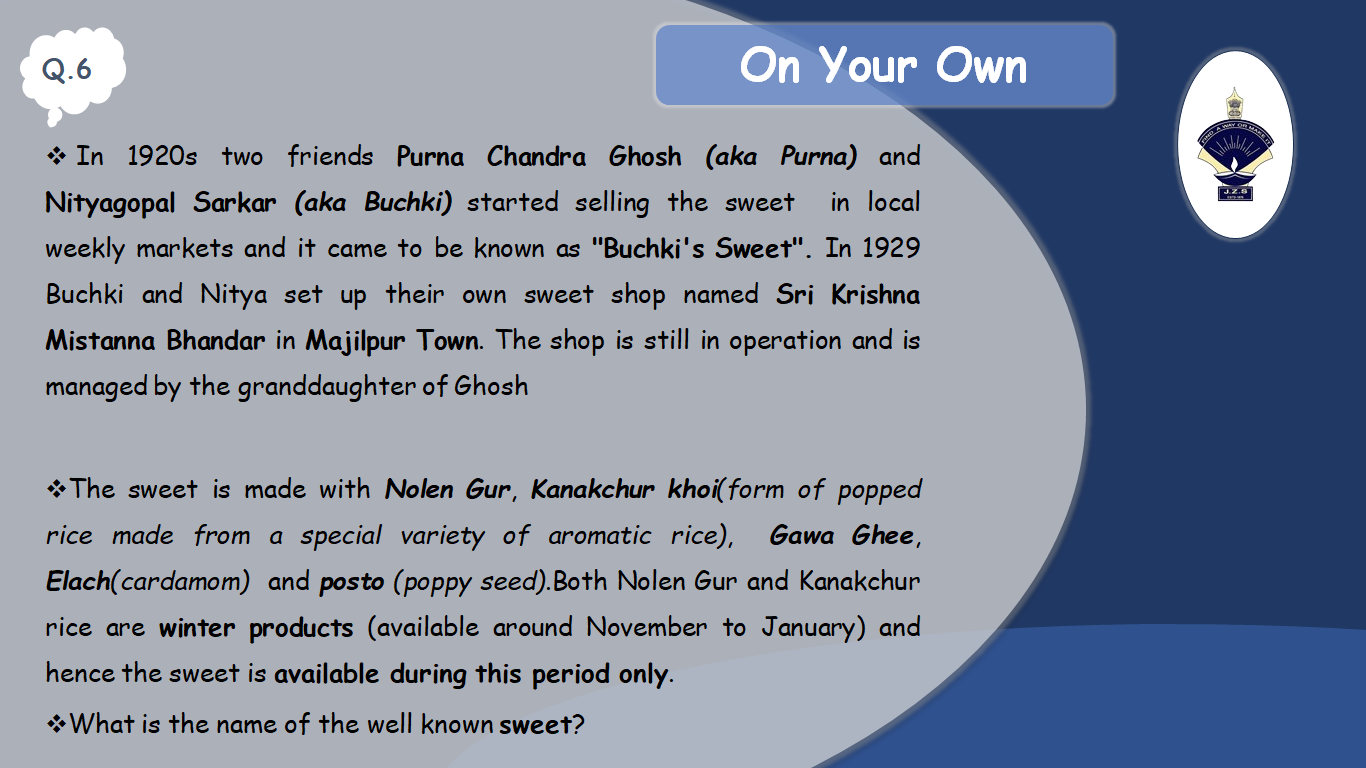 Q.6
On Your Own
❖ In 1920s two friends Purna Chandra Ghosh (aka Purna) and
Nityagopal Sarkar (aka Buchki) started selling the sweet in local
weekly markets and it came to be known as "Buchki's Sweet". In 1929
Buchki and Nitya set up their own sweet shop named Sri Krishna
Mistanna Bhandar in Majilpur Town. The shop is still in operation and is
managed by the granddaughter of Ghosh
❖The sweet is made with Nolen Gur, Kanakchur khoi(form of popped
rice made from a special variety of aromatic rice), Gawa Ghee,
Elach(cardamom) and posto (poppy seed).Both Nolen Gur and Kanakchur
rice are winter products (available around November to January) and
hence the sweet is available during this period only.
❖What is the name of the well known sweet?
FIND A WAY OR MAKE IT
J.Z.S